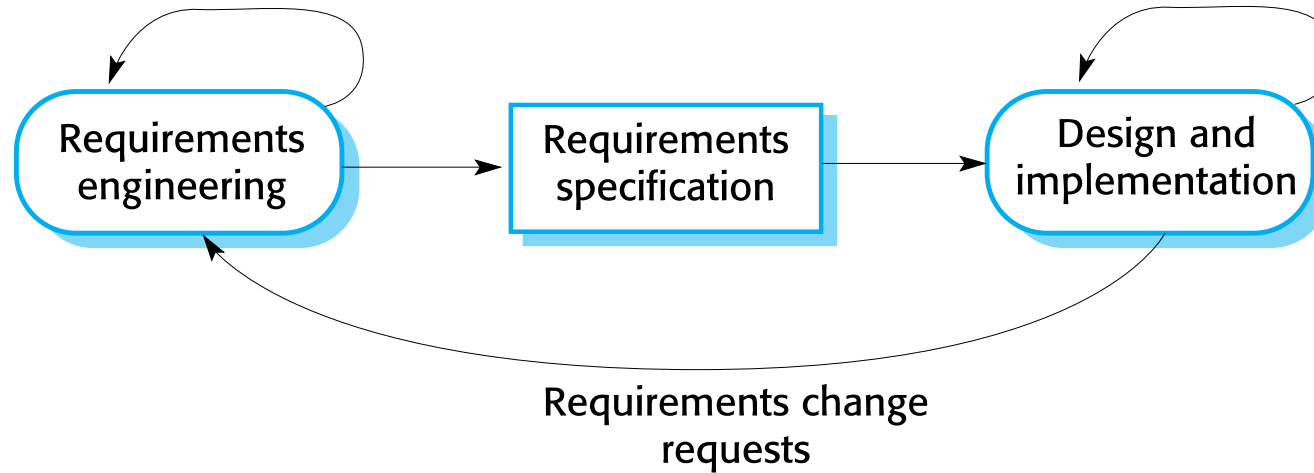 Requirements
engineering
Requirements
specification
Design and
implementation
Requirements change
requests